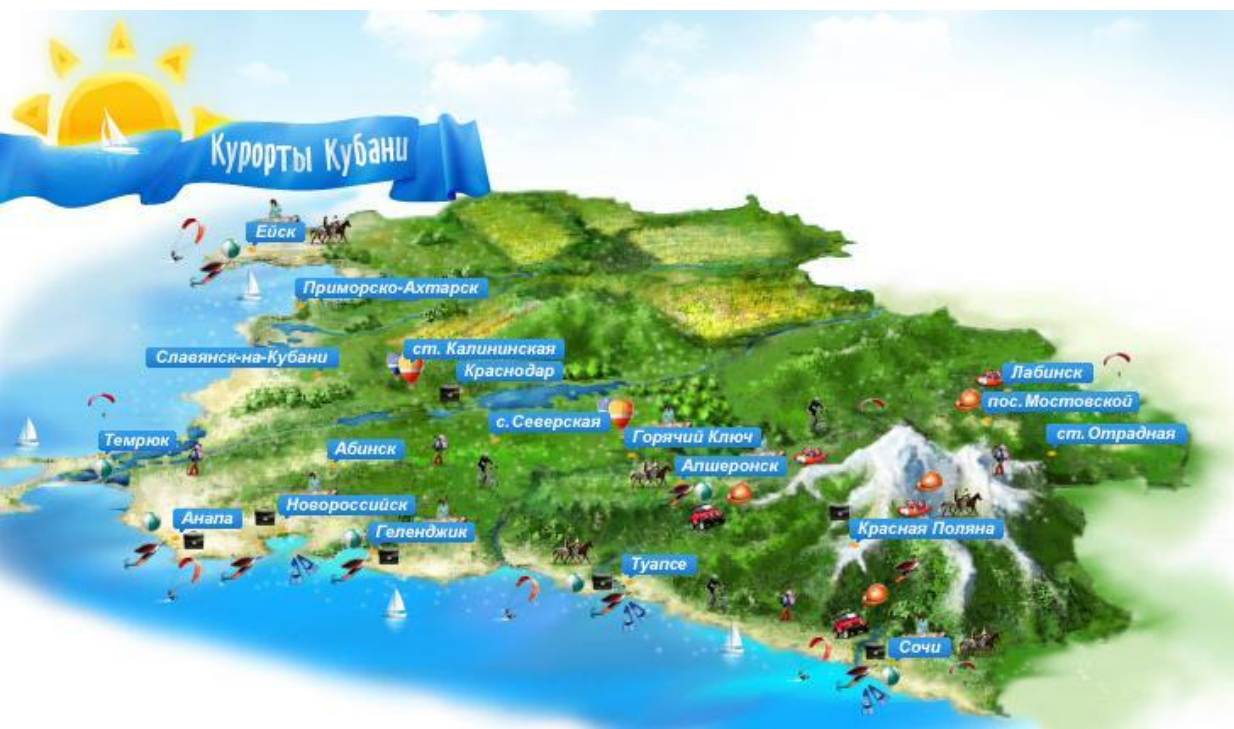 Курорты Кубани
Ейск
Приморско-Ахтарск
ст. Калининская
Славянск-на-Кубани
Краснодар
Лабинск
пос. Мостовской
с. Северская
Темрюк
Горячий Ключ
ст. Отрадная
Абинск
Апшеронск
Новороссийск
Анапа
Геленджик
Красная Поляна
Туапсе
Сочи